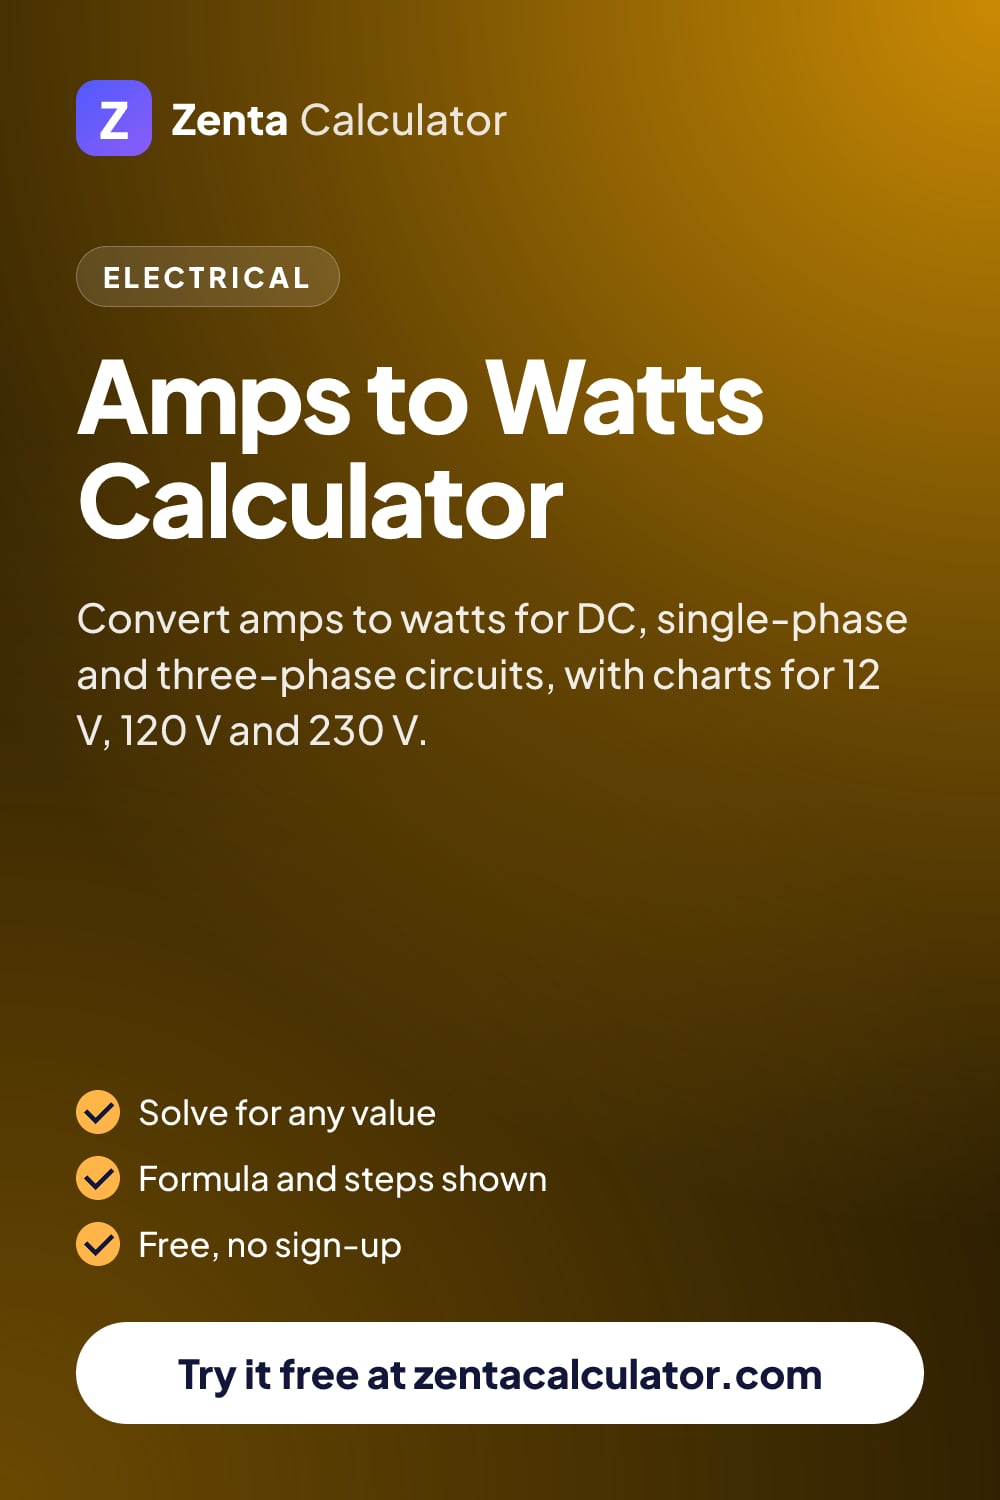 Z Zenta Calculator
ELECTRICAL
Amps to Watts
Calculator
Convert amps to watts for DC, single-phase
and three-phase circuits, with charts for 12
V, 120 V and 230 V.
Solve for any value
Formula and steps shown
Free, no sign-up
Try it free at zentacalculator.com